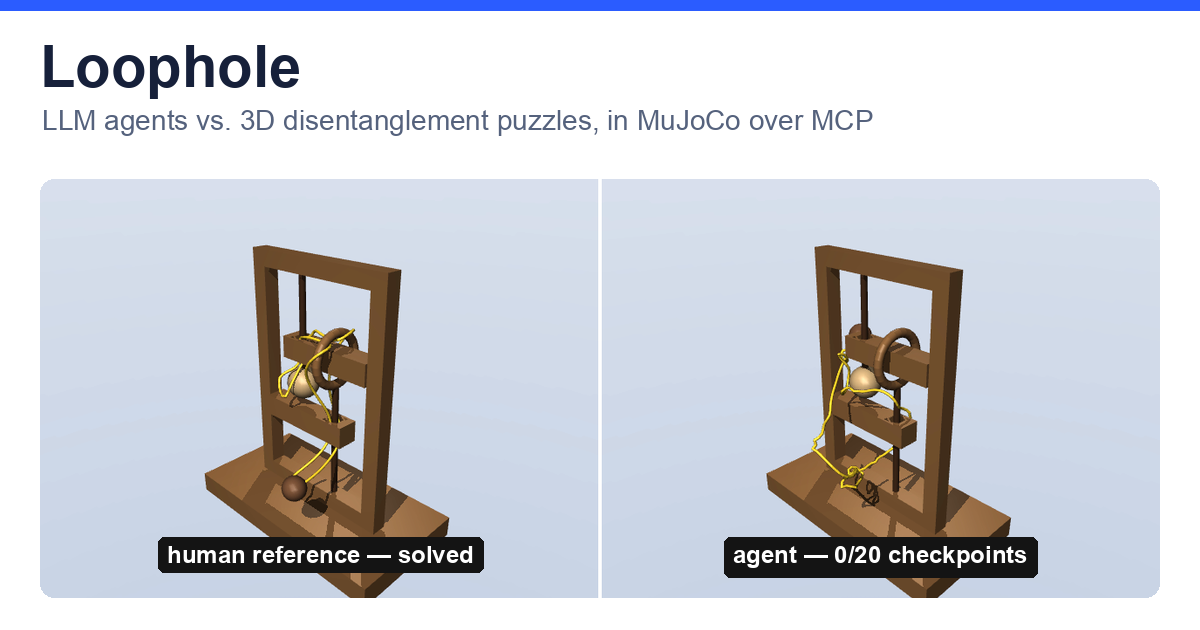 Loophole
LLM agents vs. 3D disentanglement puzzles, in MuJoCo over MCP
human reference — solved
agent — 0/20 checkpoints